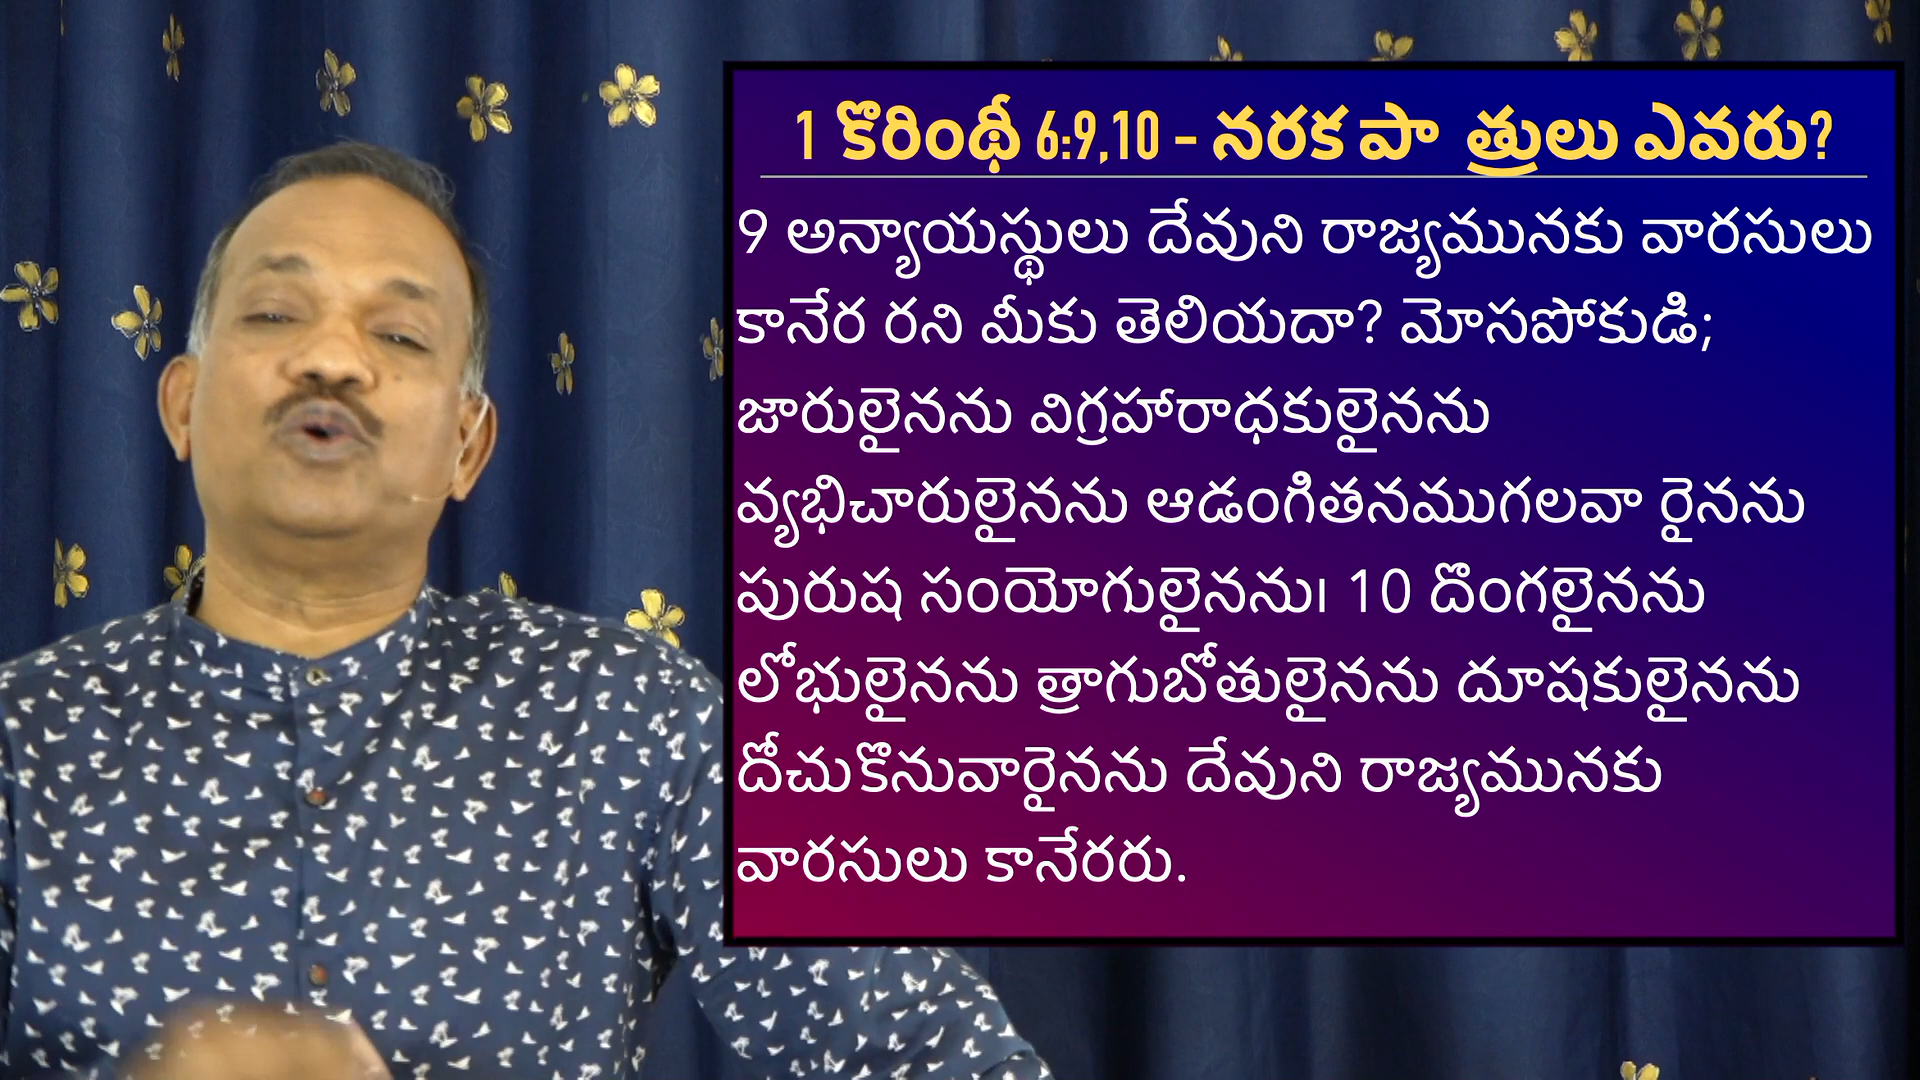 1 కొరింథీ 6:9,10 - నరక పా త్రులు ఎవరు?
9 అన్యాయస్థులు దేవుని రాజ్యమునకు వారసులు
కానేర రని మీకు తెలియదా? మోసపోకుడి;
జారులైనను విగ్రహారాధకులైనను
వ్యభిచారులైనను ఆడంగితనముగలవా రైనను
పురుష సంయోగులైనను। 10 దొంగలైనను
లోభులైనను త్రాగుబోతులైనను దూషకులైనను
దోచుకొనువారైనను దేవుని రాజ్యమునకు
వారసులు కానేరరు.